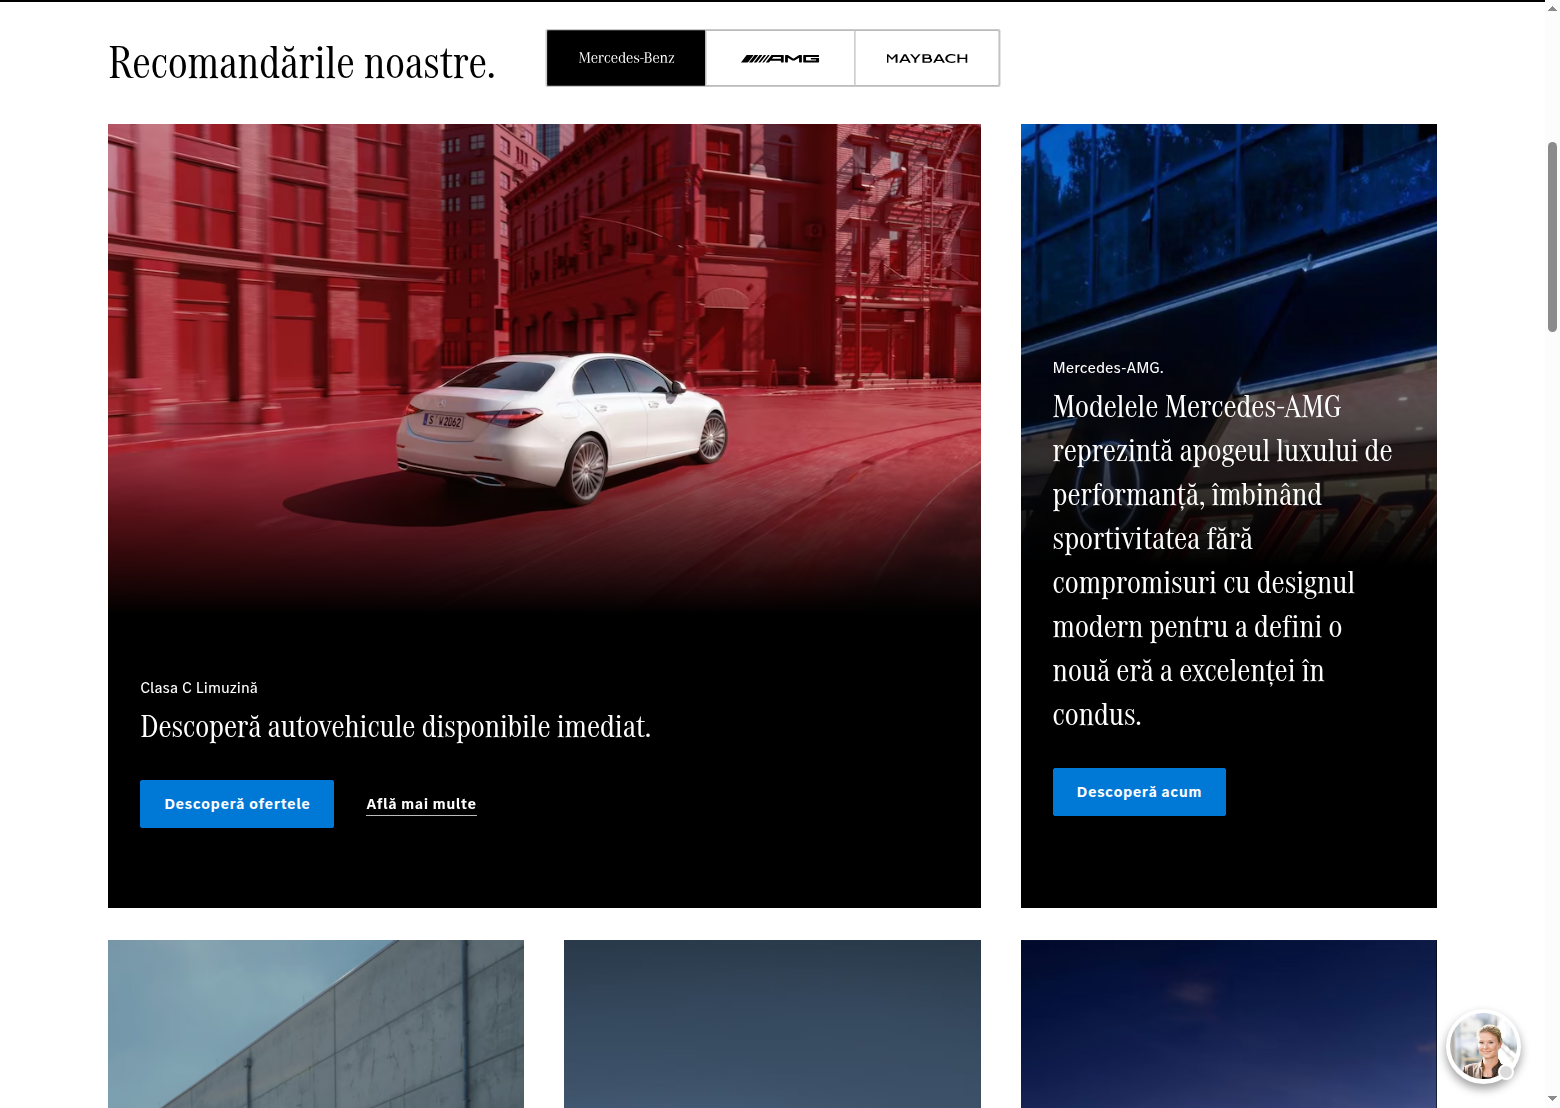 Recomandările noastre.
Mercedes-Benz
AMG
MAYBACH
S W 2062
Clasa C Limuzină
Descoperă autovehicule disponibile imediat.
Descoperă ofertele
Află mai multe
Mercedes-AMG.
Modelele Mercedes-AMG
reprezintă apogeul luxului de
performanță, îmbinând
sportivitatea fără
compromisuri cu designul
modern pentru a defini o
nouă eră a excelenței în
condus.
Descoperă acum